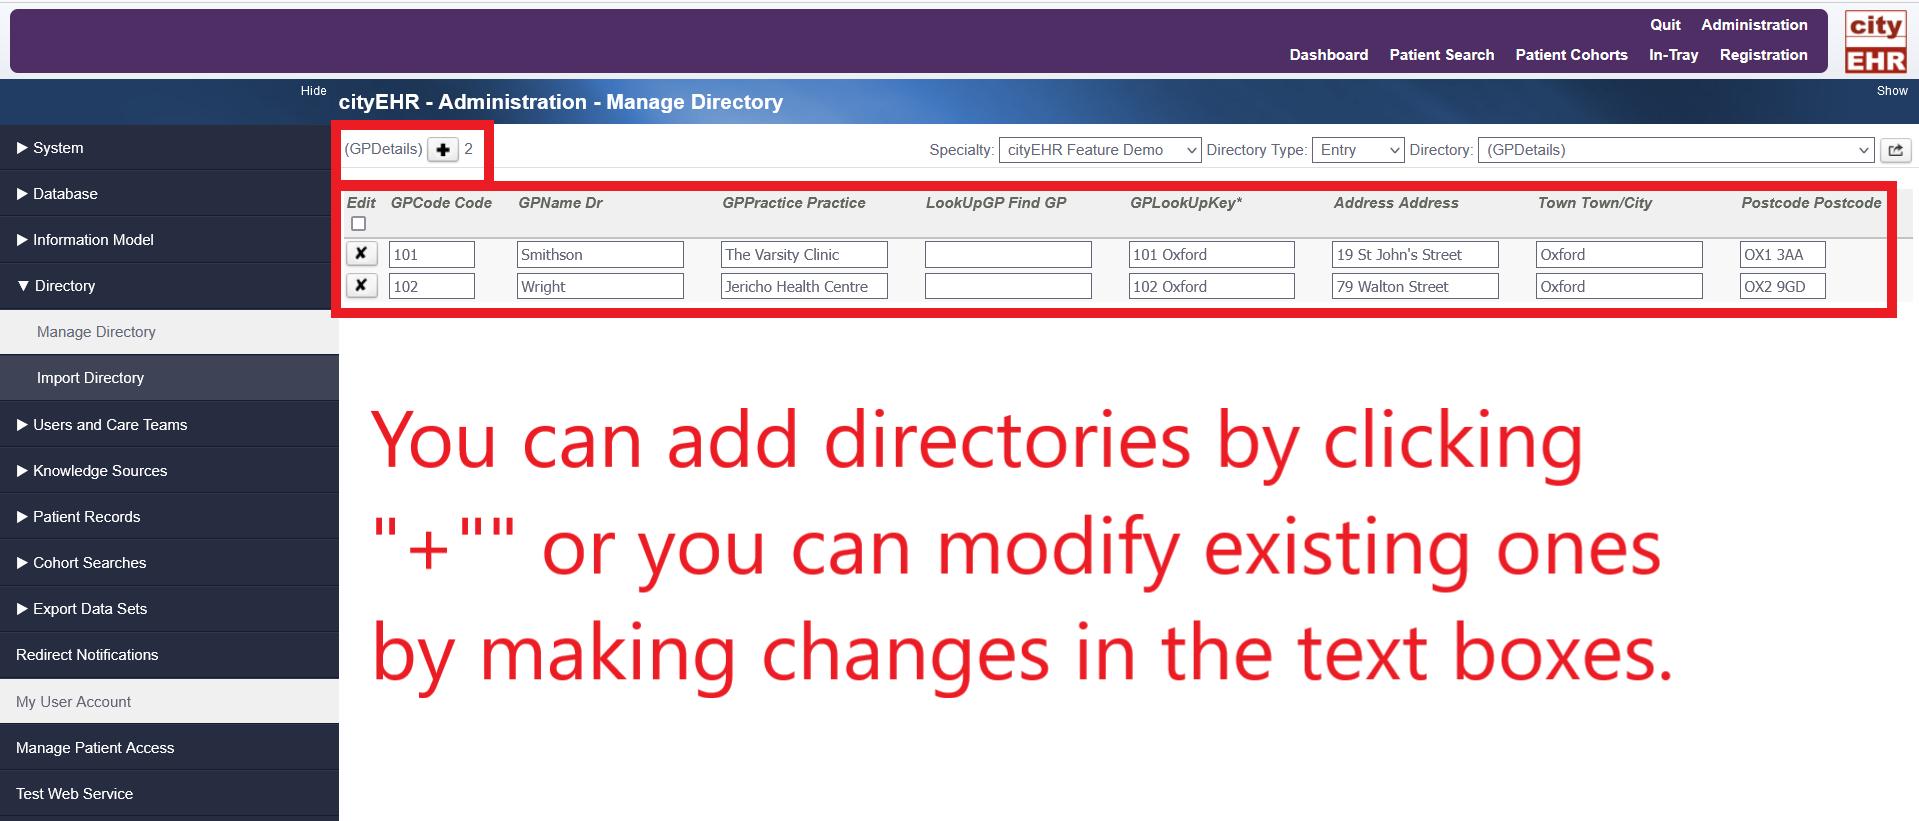 Quit Administration
Dashboard Patient Search Patient Cohorts In-Tray Registration
city
EHR
Hide cityEHR - Administration - Manage Directory Show
(GPDetails) 2 Specialty: cityEHR Feature Demo Directory Type: Entry Directory: (GPDetails)
Edit GPCode Code GPName Dr GPPractice Practice LookUpGP Find GP GPLookUpKey* Address Address Town Town/City Postcode Postcode
101 Smithson The Varsity Clinic 101 Oxford 19 St John's Street Oxford OX1 3AA
102 Wright Jericho Health Centre 102 Oxford 79 Walton Street Oxford OX2 9GD
System
Database
Information Model
Directory
Manage Directory
Import Directory
Users and Care Teams
Knowledge Sources
Patient Records
Cohort Searches
Export Data Sets
Redirect Notifications
My User Account
Manage Patient Access
Test Web Service
You can add directories by clicking
"+"" or you can modify existing ones
by making changes in the text boxes.